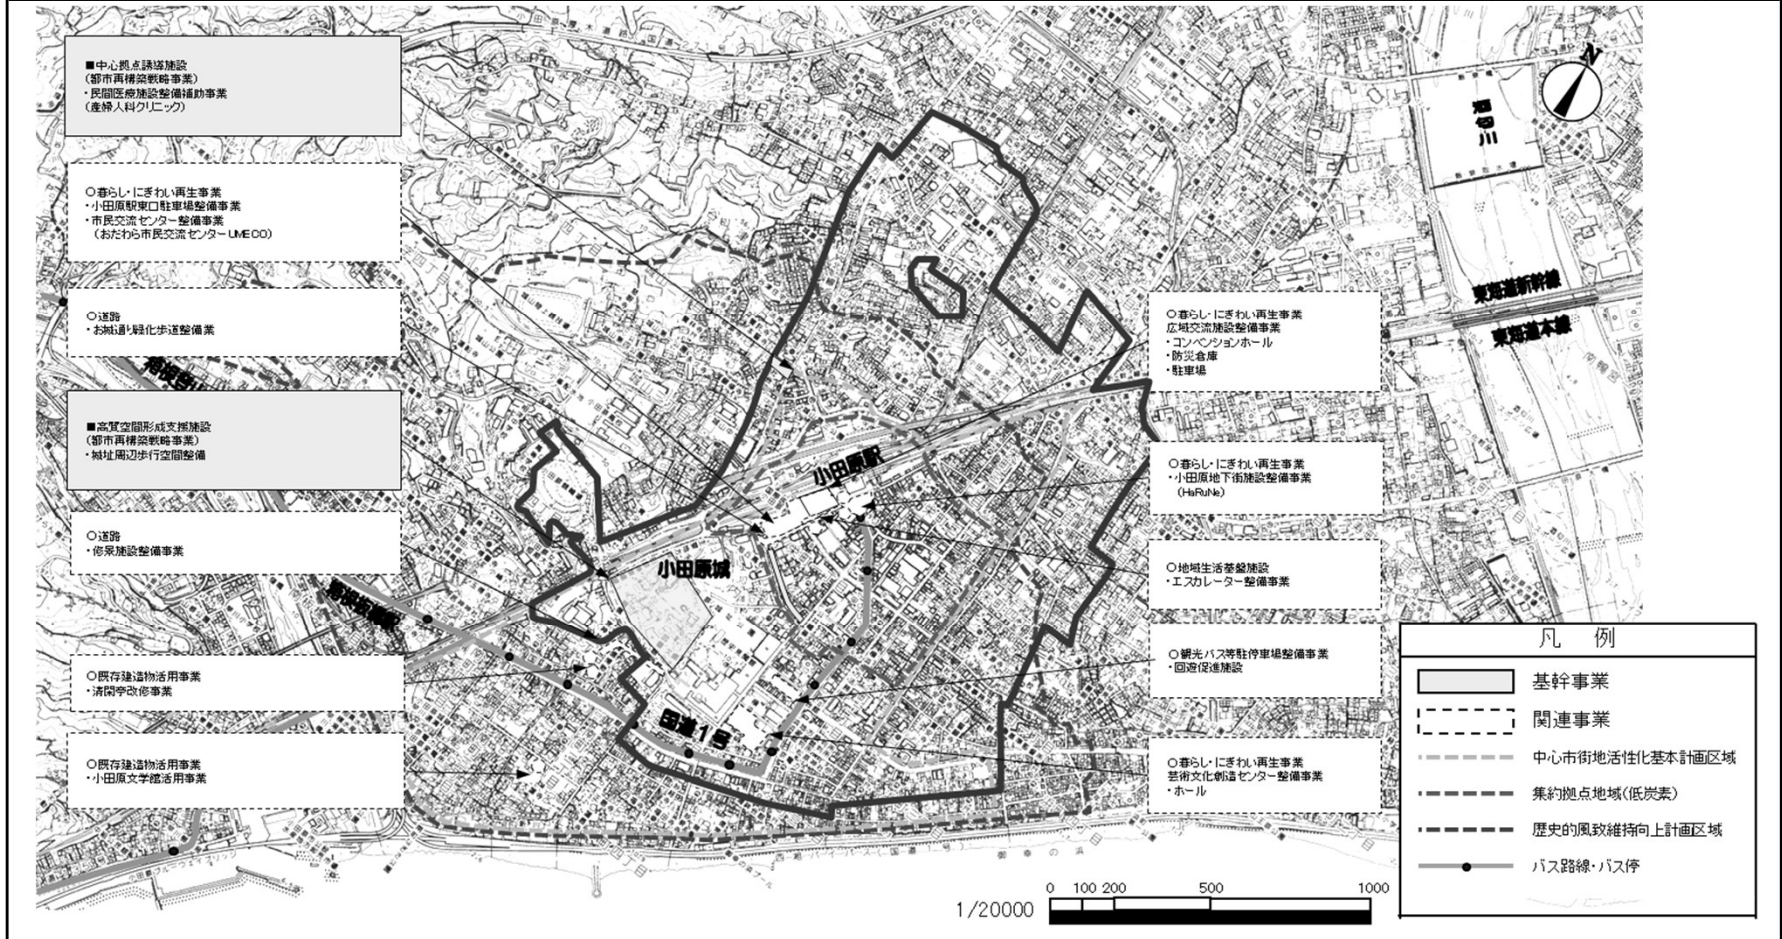 ■中心拠点誘導施設
(都市再構築戦略事業)
・民間医療施設整備補助事業
(産婦人科クリニック)
○暮らし・にぎわい再生事業
・小田原駅東口駐車場整備事業
・市民交流センター整備事業
(おだわら市民交流センターUMECO)
○道路
・お城通り緑化歩道整備業
■高質空間形成支援施設
(都市再構築戦略事業)
・城址周辺歩行空間整備
○道路
・修景施設整備事業
○既存建造物活用事業
・清閑亭改修事業
○既存建造物活用事業
・小田原文学館活用事業
小田原駅
小田原城
箱根板橋駅
国道1号
西湘バイパス(一国道1号)
御幸の浜
N
酒匂川
東海道新幹線
東海道本線
○暮らし・にぎわい再生事業
広域交流施設整備事業
・コンベンションホール
・防災倉庫
・駐車場
○暮らし・にぎわい再生事業
・小田原地下街施設整備事業
(HaRuNe)
○地域生活基盤施設
・エスカレーター整備事業
○観光バス等駐停車場整備事業
・回遊促進施設
○暮らし・にぎわい再生事業
芸術文化創造センター整備事業
・ホール
凡 例
基幹事業
関連事業
中心市街地活性化基本計画区域
集約拠点地域(低炭素)
歴史的風致維持向上計画区域
バス路線・バス停
1/20000
0 100 200 500 1000